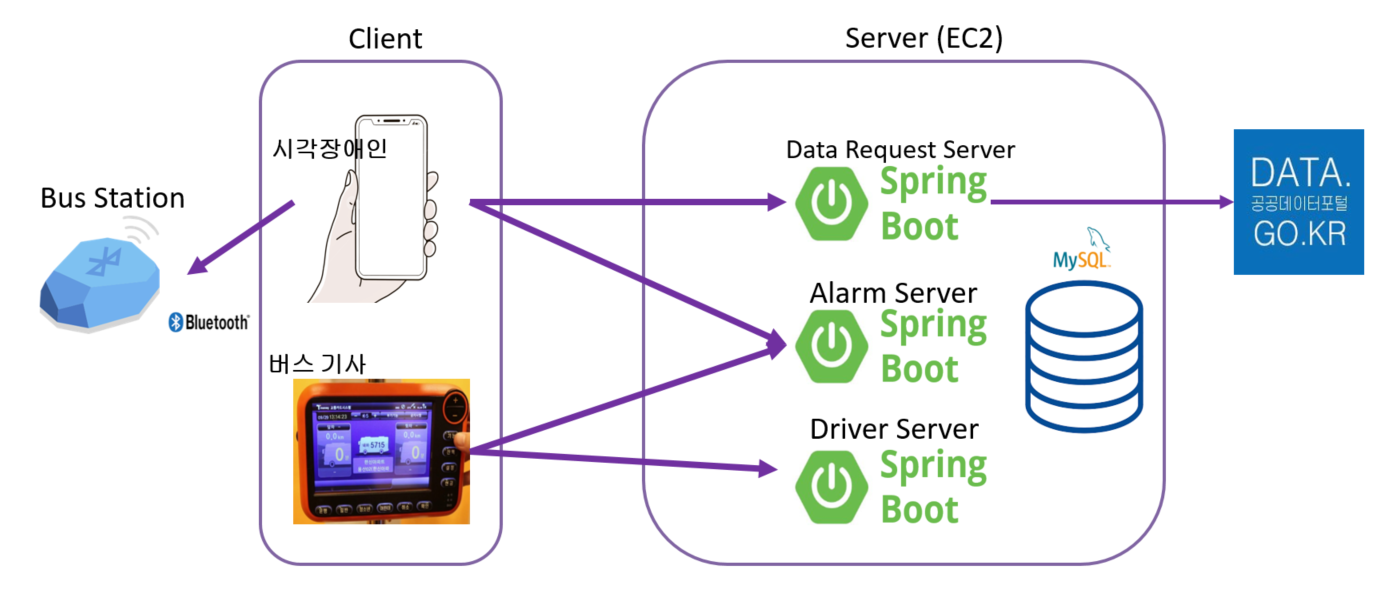 Client
Server (EC2)
시각장애인
Data Request Server
Spring
Boot
DATA.
공공데이터포털
GO.KR
Bus Station
Bluetooth
MySQL
Alarm Server
Spring
Boot
버스 기사
5715
Driver Server
Spring
Boot